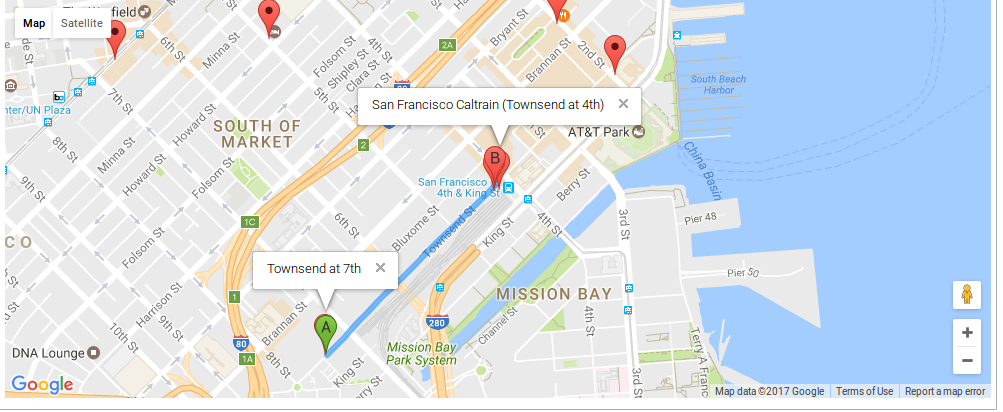 Map Satellite
The Warfield
6th St
Minna St
7th St
Howard St
Folsom St
Shipley St
Clara St
4th St
2A
Bryant St
Brannan St
2nd St
South Beach
Harbor
nter/UN Plaza
8th St
Minna St
Howard St
Folsom St
SOUTH OF
MARKET
2
San Francisco Caltrain (Townsend at 4th) ×
AT&T Park
China Basin
B
San Francisco
4th & King St
Berry St
4th St
3rd St
Pier 48
Pier 50
1C
6th St
Bluxome St
Townsend St
King St
CO
Folsom St
Harrison St
10th St
9th St
Townsend at 7th ×
1
Brannan St
A
80
1A
8th St
280
MISSION BAY
Channel St
4th St
3rd St
Terry A Franc
Mission Bay
Park System
King St
erry St
DNA Lounge
+
−
Google
Map data ©2017 Google Terms of Use Report a map error